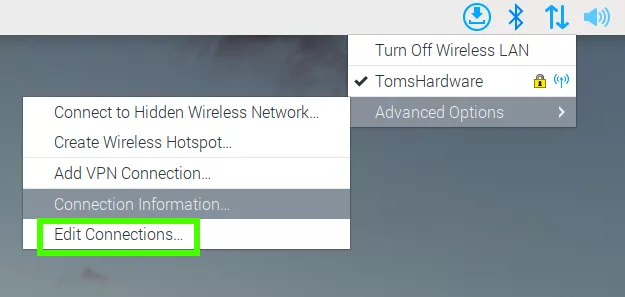 Turn Off Wireless LAN
TomsHardware
Advanced Options
Connect to Hidden Wireless Network...
Create Wireless Hotspot...
Add VPN Connection...
Connection Information...
Edit Connections...